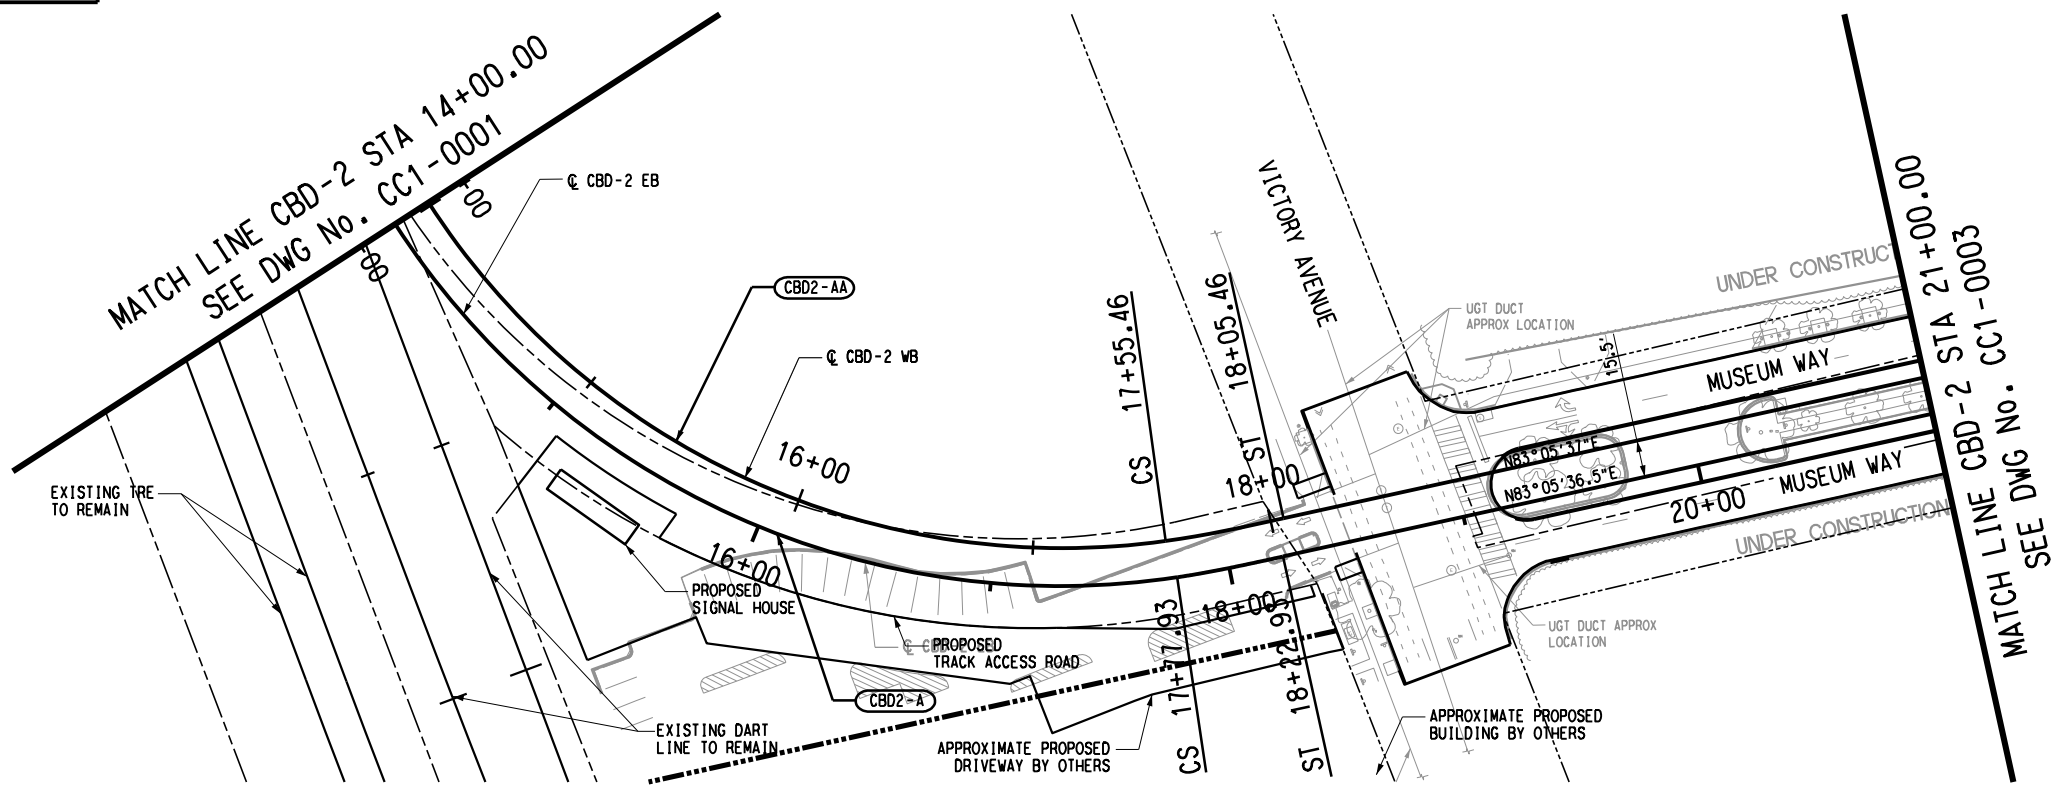 MATCH LINE CBD-2 STA 14+00.00
SEE DWG No. CC1-0001
00
00
℄ CBD-2 EB
CBD2-AA
℄ CBD-2 WB
16+00
16+00
EXISTING TRE
TO REMAIN
PROPOSED
SIGNAL HOUSE
PROPOSED
TRACK ACCESS ROAD
CBD2-A
EXISTING DART
LINE TO REMAIN
APPROXIMATE PROPOSED
DRIVEWAY BY OTHERS
CS 17+55.46
ST 18+05.46
18+00
18+00
CS 17+77.93
ST 18+22.93
VICTORY AVENUE
UGT DUCT
APPROX LOCATION
15.5'
UNDER CONSTRUCT
MUSEUM WAY
N83°05'37"E
N83°05'36.5"E
20+00
MUSEUM WAY
UNDER CONSTRUCTION
UGT DUCT APPROX
LOCATION
APPROXIMATE PROPOSED
BUILDING BY OTHERS
MATCH LINE CBD-2 STA 21+00.00
SEE DWG No. CC1-0003